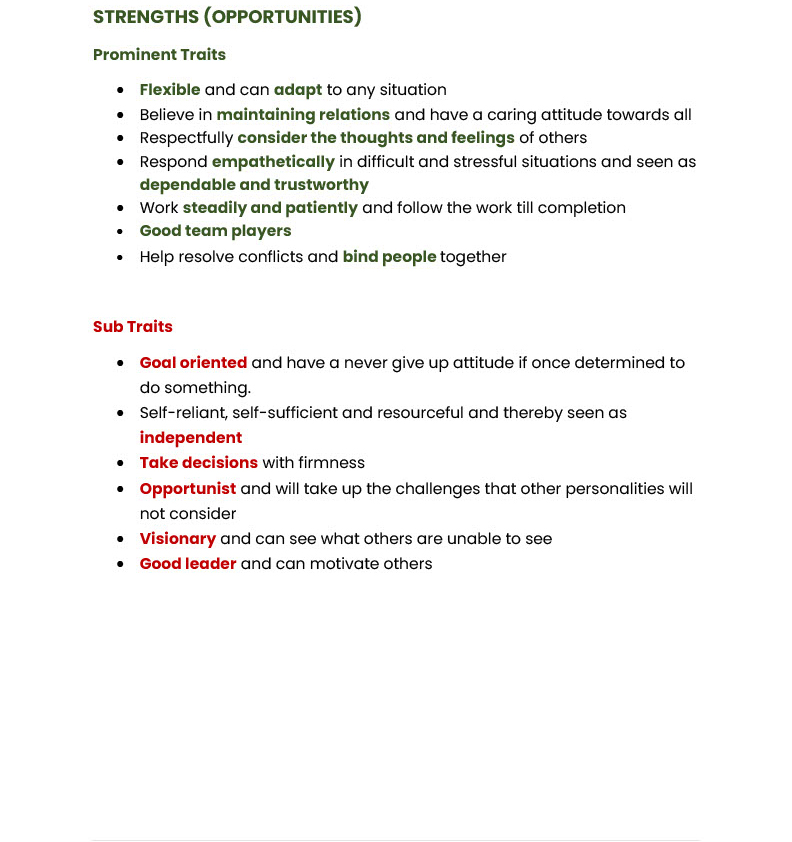 STRENGTHS (OPPORTUNITIES)
Prominent Traits
• Flexible and can adapt to any situation
• Believe in maintaining relations and have a caring attitude towards all
• Respectfully consider the thoughts and feelings of others
• Respond empathetically in difficult and stressful situations and seen as
dependable and trustworthy
• Work steadily and patiently and follow the work till completion
• Good team players
• Help resolve conflicts and bind people together
Sub Traits
• Goal oriented and have a never give up attitude if once determined to
do something.
• Self-reliant, self-sufficient and resourceful and thereby seen as
independent
• Take decisions with firmness
• Opportunist and will take up the challenges that other personalities will
not consider
• Visionary and can see what others are unable to see
• Good leader and can motivate others